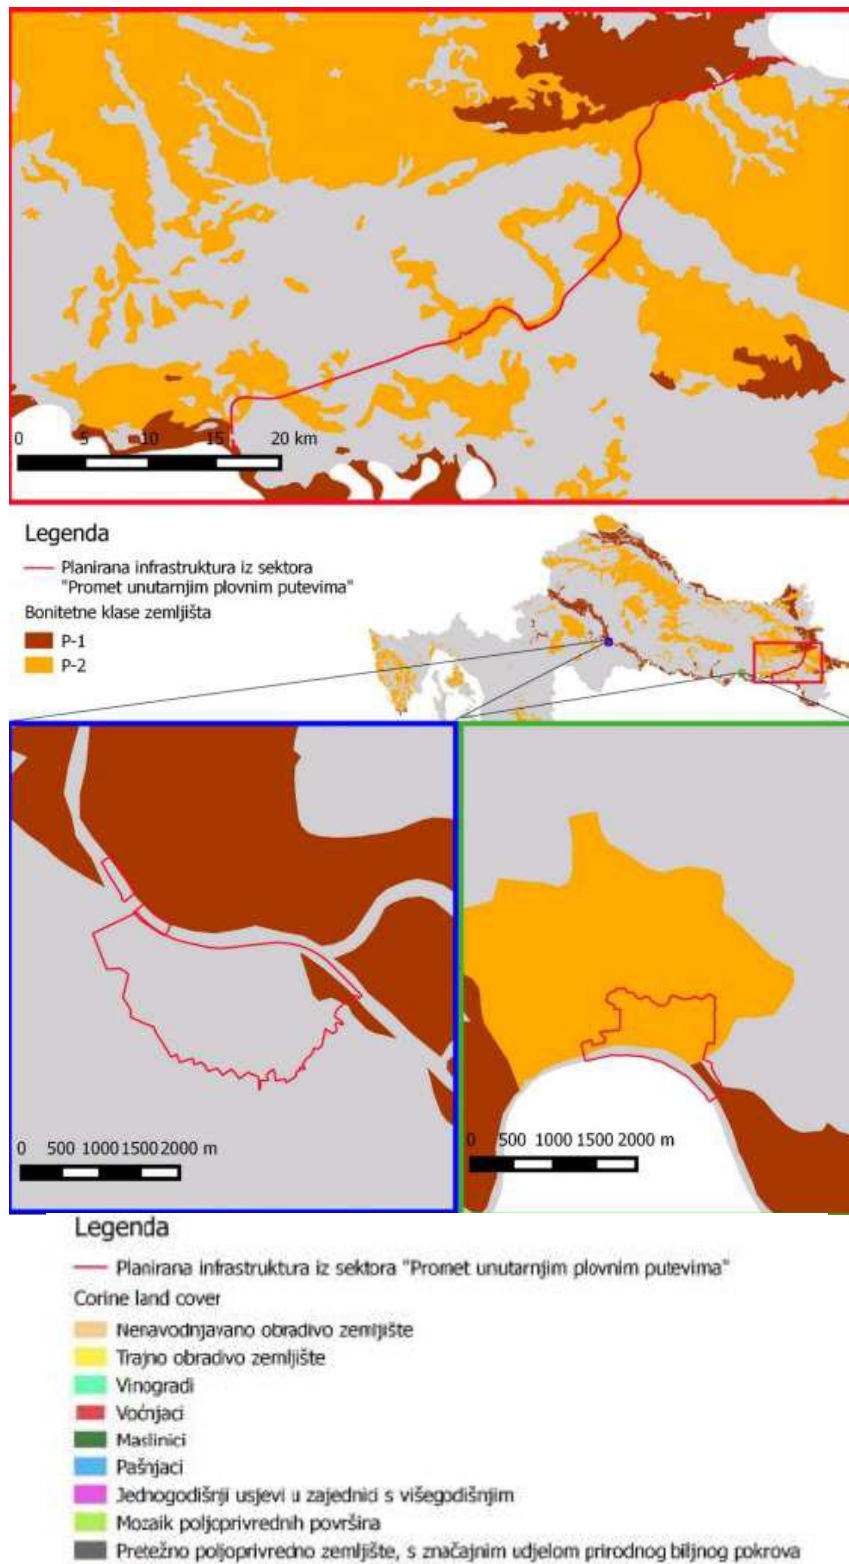 0 5 10 15 20 km
Legenda
Planirana infrastruktura iz sektora
"Promet unutarnjim plovnim putevima"
Bonitetne klase zemljišta
P-1
P-2
0 500 1000 1500 2000 m
0 500 1000 1500 2000 m
Legenda
Planirana infrastruktura iz sektora "Promet unutarnjim plovnim putevima"
Corine land cover
Nenavodnjavano obradivo zemljište
Trajno obradivo zemljište
Vinogradi
Voćnjaci
Maslinici
Pašnjaci
Jednogodišnji usjevi u zajednici s višegodišnjim
Mozaik poljoprivrednih površina
Pretežno poljoprivredno zemljište, s značajnim udjelom prirodnog biljnog pokrova